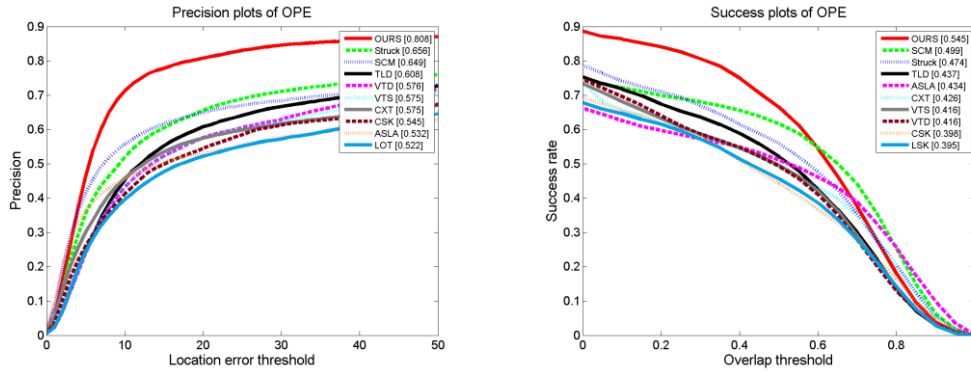 Precision plots of OPE
Precision
0.9
0.8
0.7
0.6
0.5
0.4
0.3
0.2
0.1
0
OURS [0.808]
Struck [0.656]
SCM [0.649]
TLD [0.608]
VTD [0.576]
VTS [0.575]
CXT [0.575]
CSK [0.545]
ASLA [0.532]
LOT [0.522]
0 10 20 30 40 50
Location error threshold
Success plots of OPE
Success rate
0.9
0.8
0.7
0.6
0.5
0.4
0.3
0.2
0.1
0
OURS [0.545]
SCM [0.499]
Struck [0.474]
TLD [0.437]
ASLA [0.434]
CXT [0.426]
VTS [0.416]
VTD [0.416]
CSK [0.398]
LSK [0.395]
0 0.2 0.4 0.6 0.8
Overlap threshold